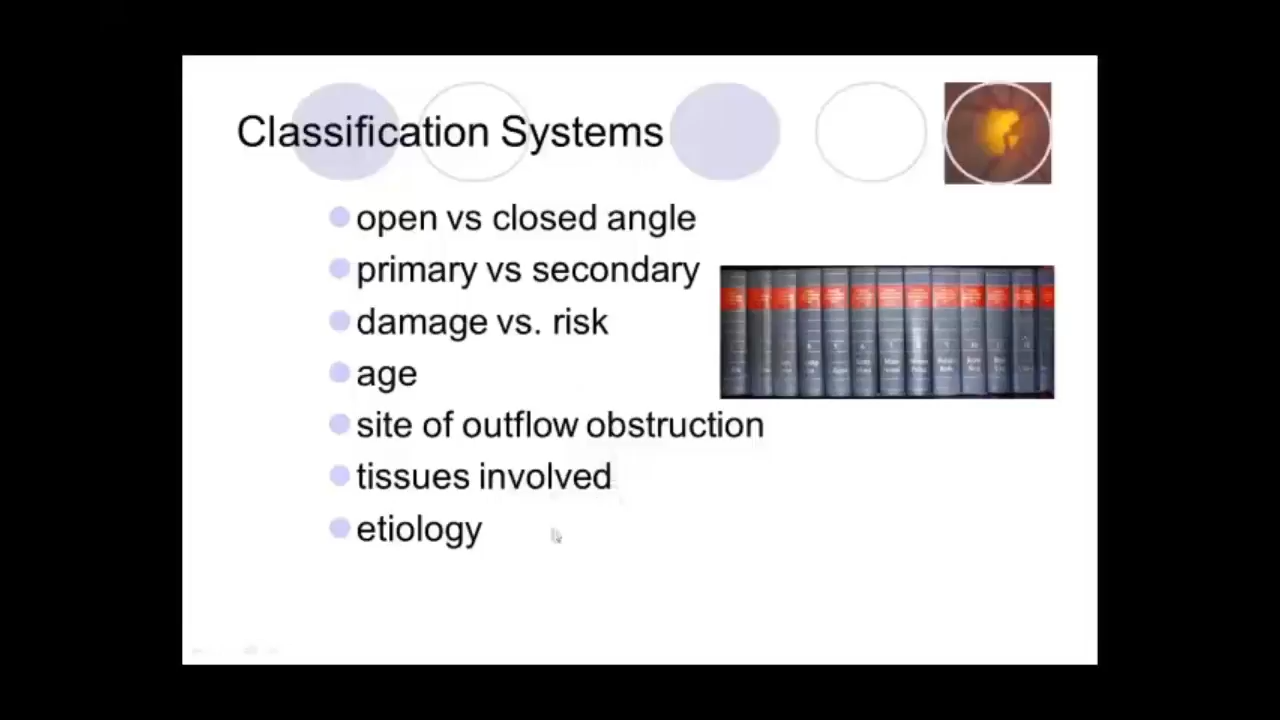 Classification Systems
open vs closed angle
primary vs secondary
damage vs. risk
age
site of outflow obstruction
tissues involved
etiology